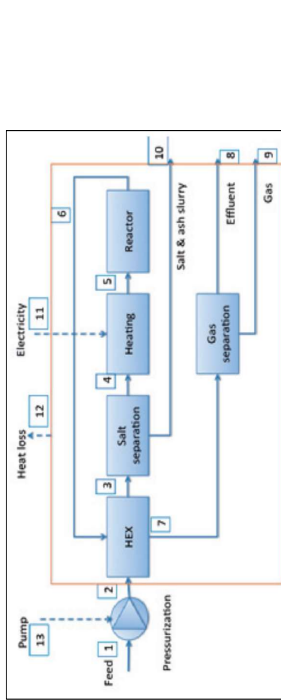 Pump
13
Feed
1
Pressurization
2
Heat loss
12
Electricity
11
HEX
3
Salt
separation
4
Heating
5
Reactor
6
7
Gas
separation
10
Salt & ash slurry
8
Effluent
9
Gas